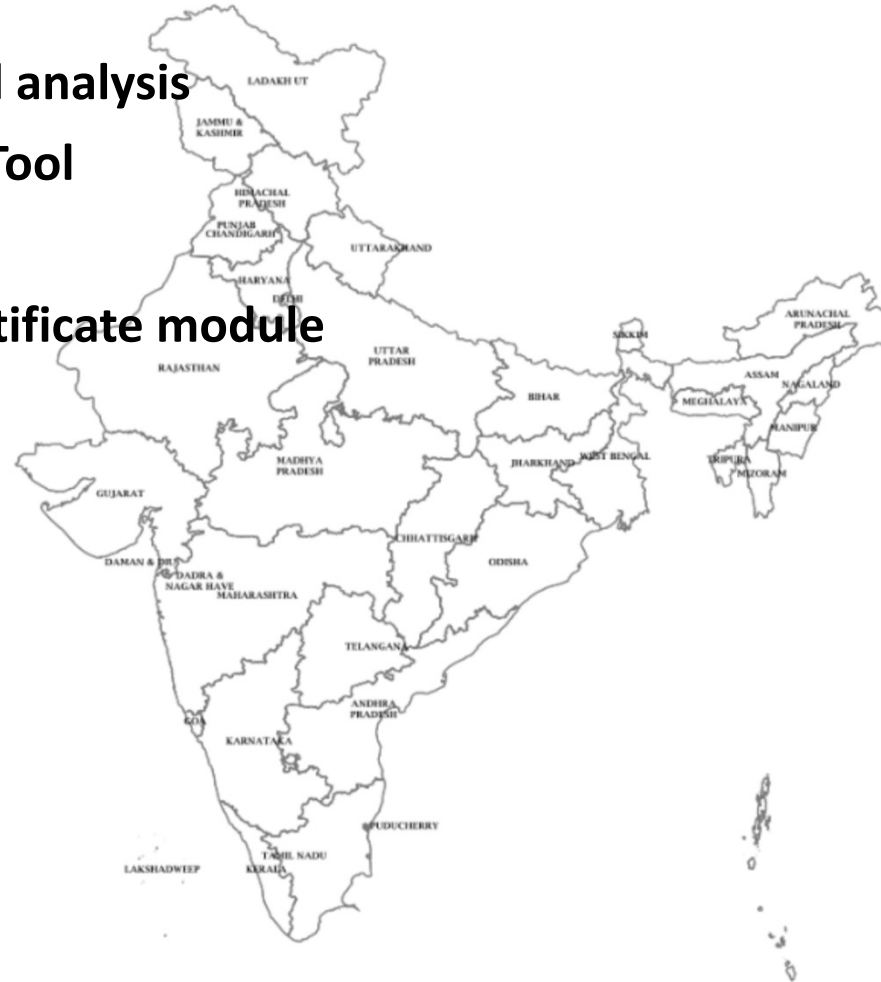 analysis
LADAKH UT
JAMMU &
KASHMIR
Tool
HIMACHAL
PRADESH
PUNJAB
CHANDIGARH
UTTARAKHAND
HARYANA
DELHI
tificate module
ARUNACHAL
PRADESH
SIKKIM
UTTAR
PRADESH
RAJASTHAN
ASSAM
NAGALAND
BIHAR
MEGHALAYA
MANIPUR
MADHYA
PRADESH
JHARKHAND
WEST BENGAL
TRIPURA
MIZORAM
GUJARAT
CHHATTISGARH
ODISHA
DAMAN & DIU
DADRA &
NAGAR HAVE
MAHARASHTRA
TELANGANA
ANDHRA
PRADESH
GOA
KARNATAKA
PUDUCHERRY
TAMIL NADU
LAKSHADWEEP
KERALA